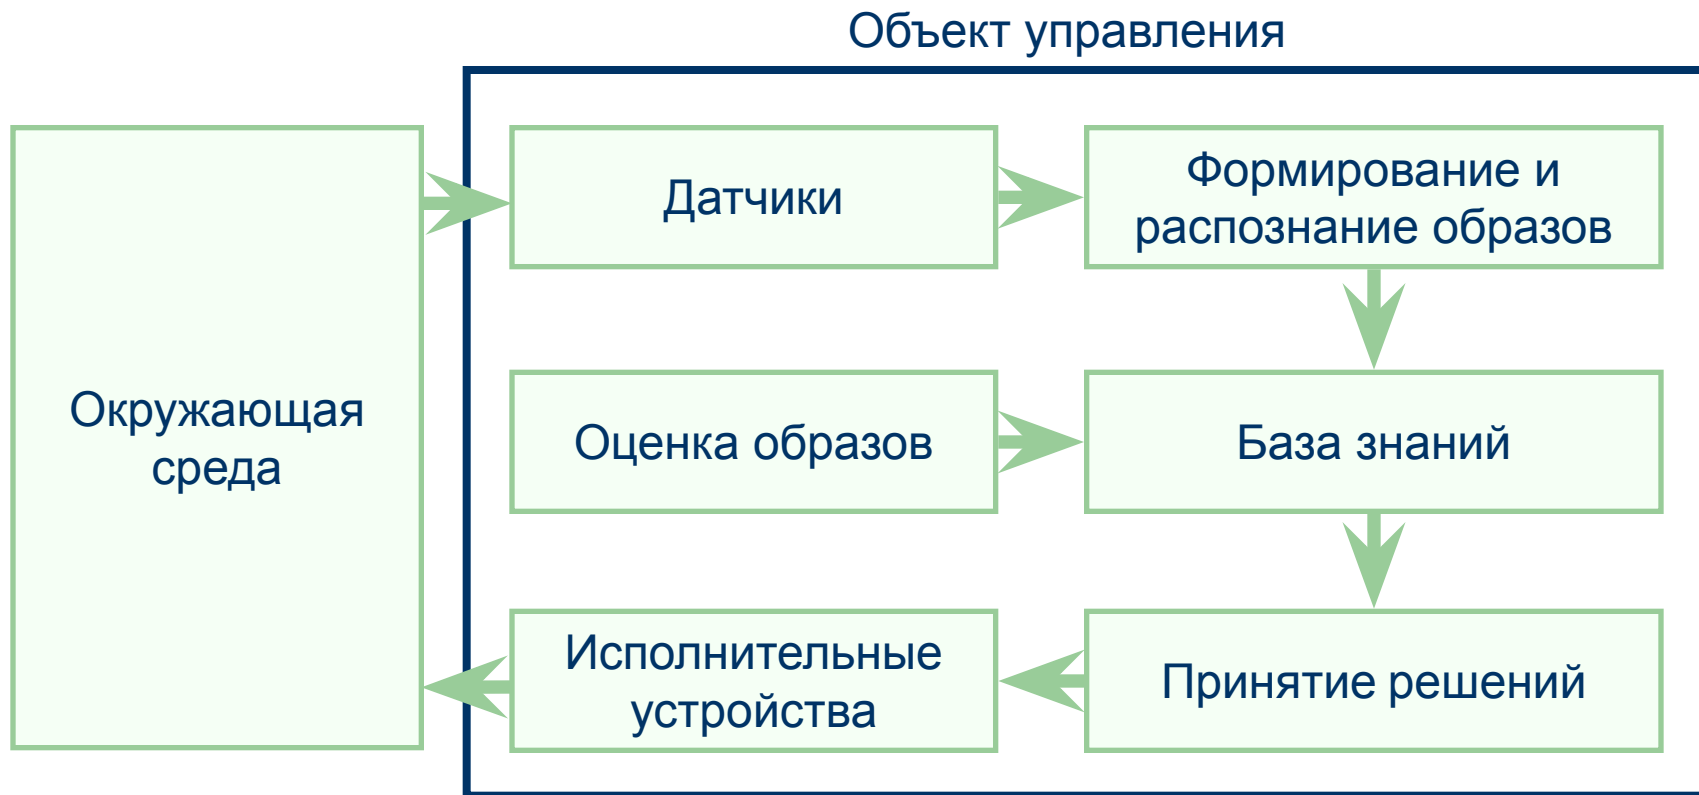 Объект управления
Датчики
Формирование и
распознание образов
Окружающая
среда
Оценка образов
База знаний
Исполнительные
устройства
Принятие решений